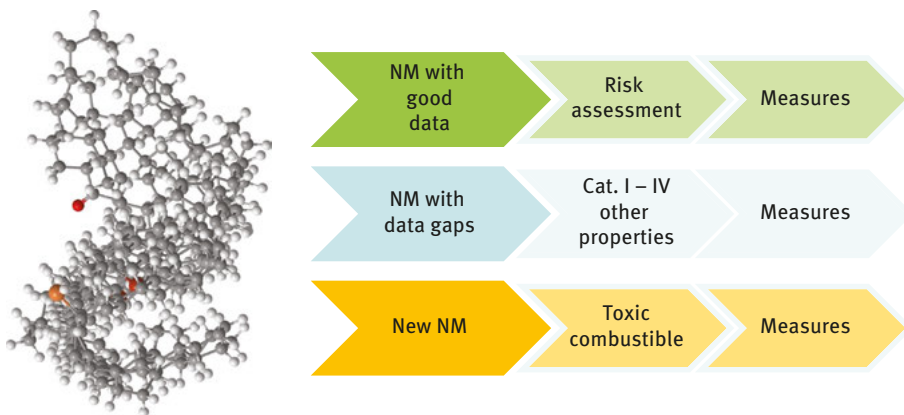 NM with
good
data
Risk
assessment
Measures
NM with
data gaps
Cat. I – IV
other
properties
Measures
New NM
Toxic
combustible
Measures